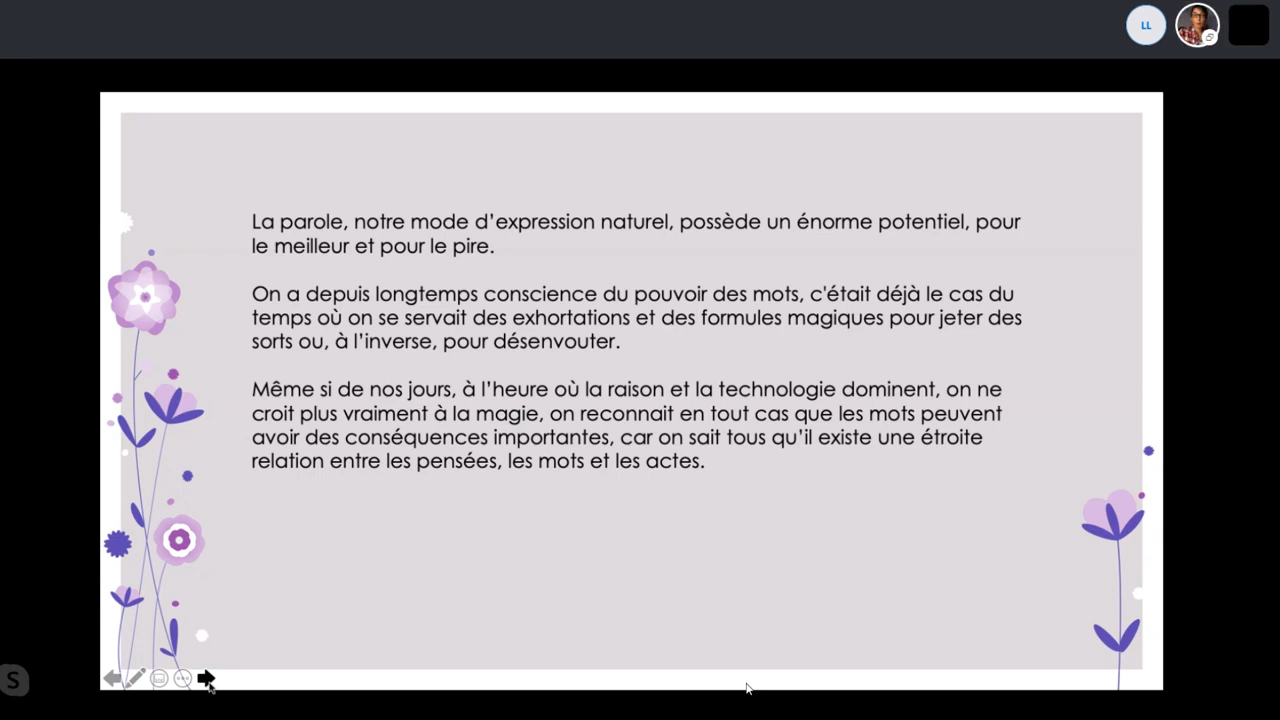 LL
La parole, notre mode d’expression naturel, possède un énorme potentiel, pour
le meilleur et pour le pire.
On a depuis longtemps conscience du pouvoir des mots, c'était déjà le cas du
temps où on se servait des exhortations et des formules magiques pour jeter des
sorts ou, à l’inverse, pour désenvouter.
Même si de nos jours, à l’heure où la raison et la technologie dominent, on ne
croit plus vraiment à la magie, on reconnait en tout cas que les mots peuvent
avoir des conséquences importantes, car on sait tous qu’il existe une étroite
relation entre les pensées, les mots et les actes.
S